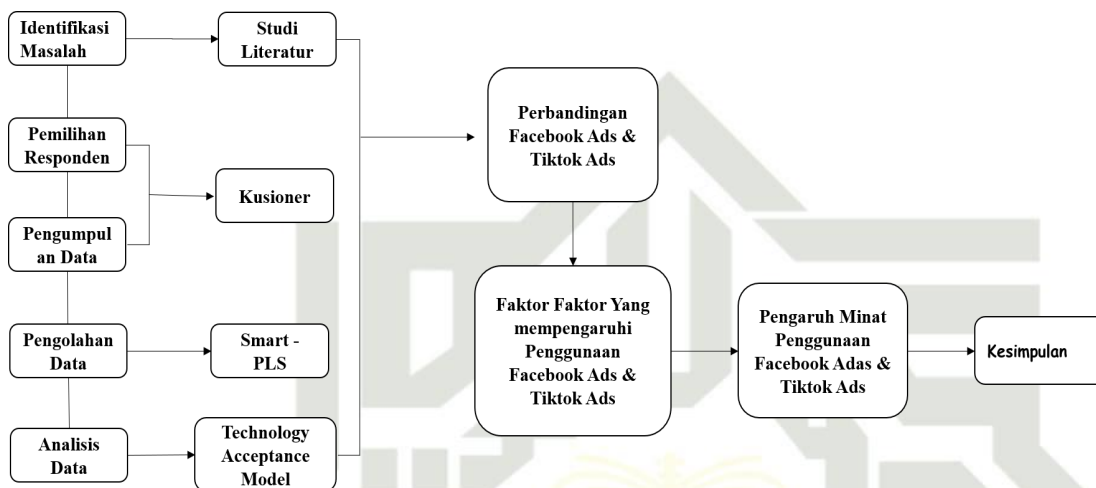 Identifikasi
Masalah
Studi
Literatur
Pemilihan
Responden
Kusioner
Pengumpul
an Data
Pengolahan
Data
Smart -
PLS
Analisis
Data
Technology
Acceptance
Model
Perbandingan
Facebook Ads &
Tiktok Ads
Faktor Faktor Yang
mempengaruhi
Penggunaan
Facebook Ads &
Tiktok Ads
Pengaruh Minat
Penggunaan
Facebook Adas &
Tiktok Ads
Kesimpulan